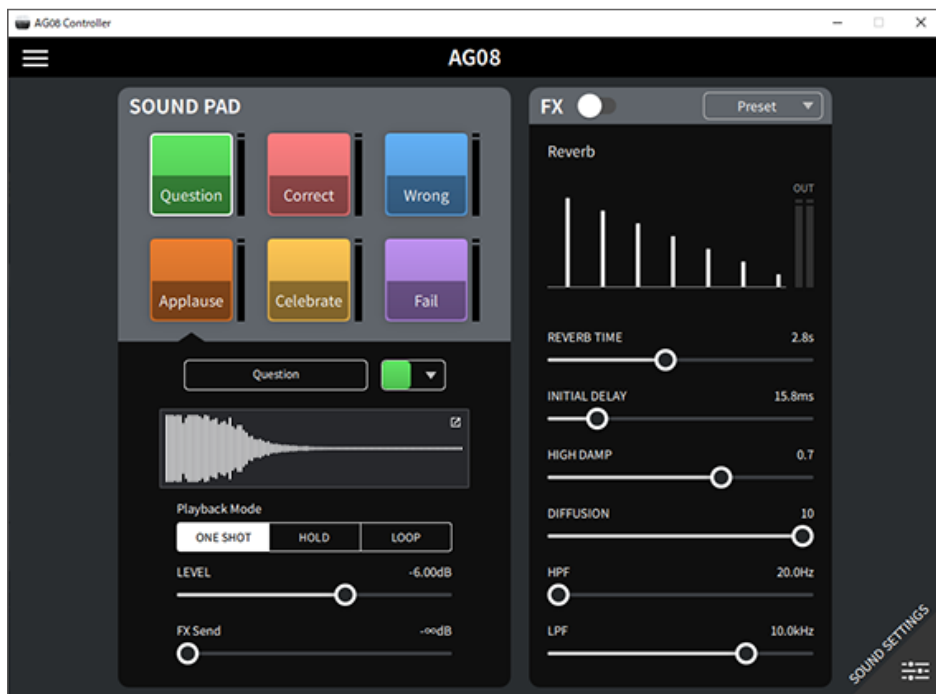 AG08 Controller
AG08
SOUND PAD
Question
Correct
Wrong
Applause
Celebrate
Fail
Question
Playback Mode
ONE SHOT
HOLD
LOOP
LEVEL
-6.00dB
FX Send
-∞dB
FX
Preset
Reverb
OUT
REVERB TIME
2.8s
INITIAL DELAY
15.8ms
HIGH DAMP
0.7
DIFFUSION
10
HPF
20.0Hz
LPF
10.0kHz
SOUND SETTINGS